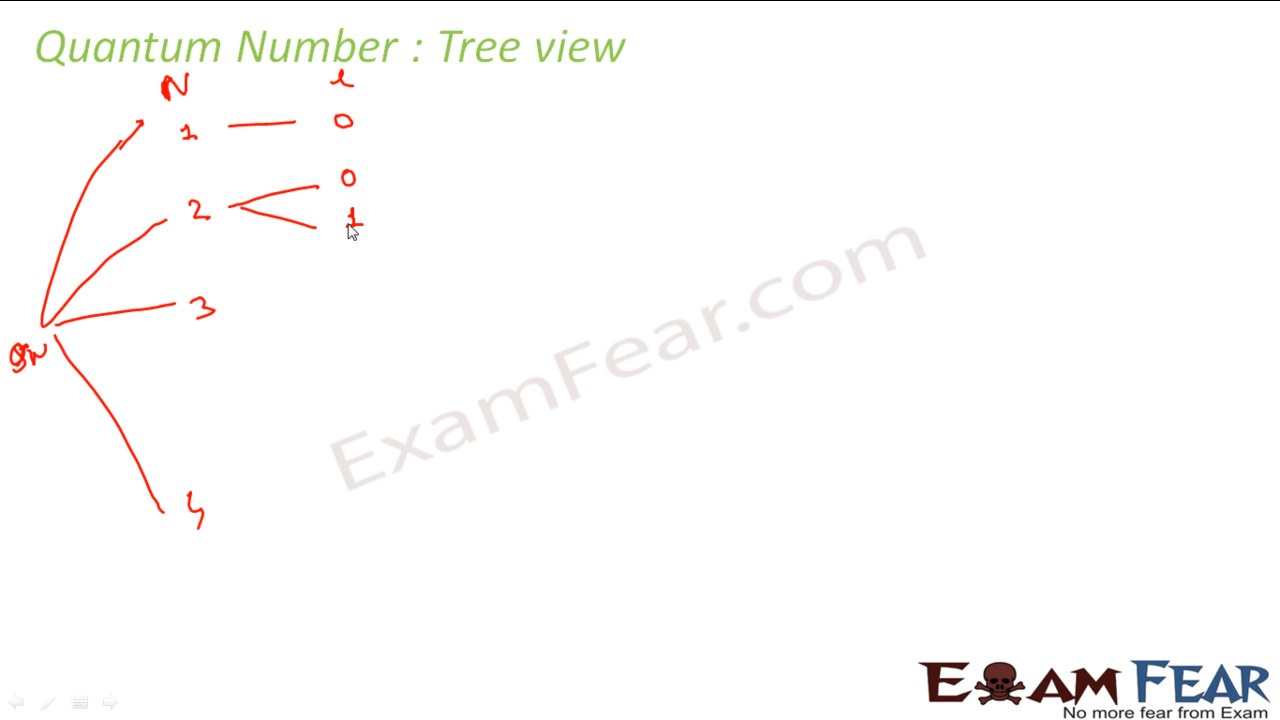 Quantum Number : Tree view
N l
1 0
0
2
1
3
QN
4
ExamFear.com
EXAM FEAR
No more fear from Exam